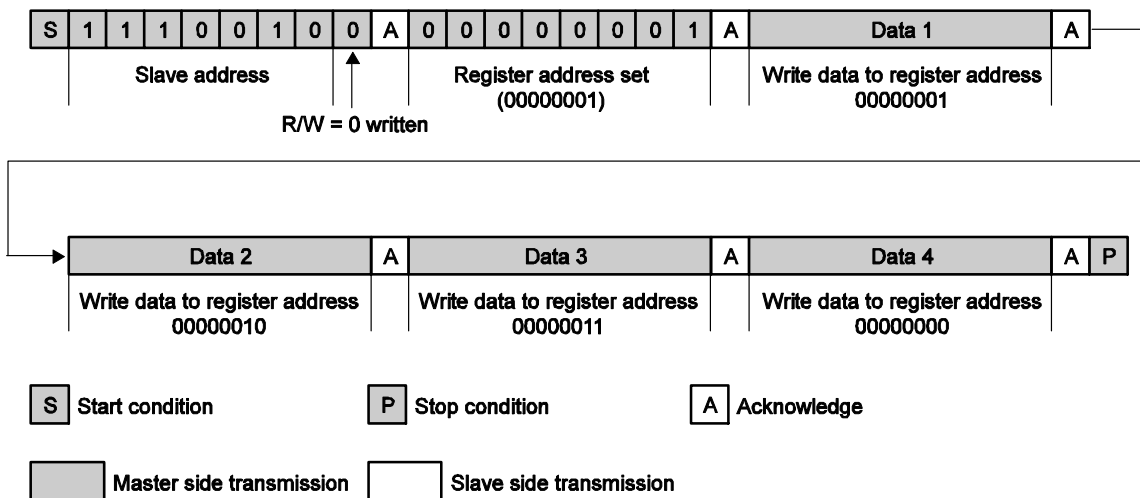 S 1 1 1 0 0 1 0 0 A 0 0 0 0 0 0 0 1 A Data 1 A
Slave address
Register address set
(00000001)
Write data to register address
00000001
R/W = 0 written
Data 2 A Data 3 A Data 4 A P
Write data to register address
00000010
Write data to register address
00000011
Write data to register address
00000000
S Start condition
P Stop condition
A Acknowledge
Master side transmission
Slave side transmission